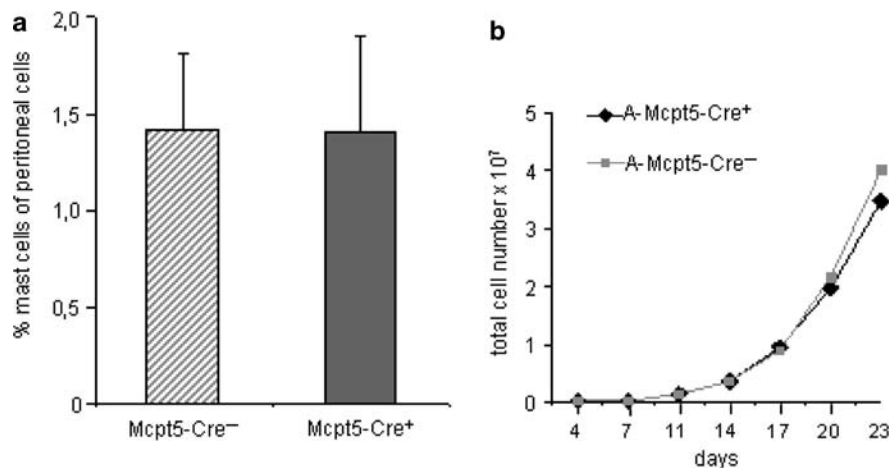 a
% mast cells of peritoneal cells
2,0
1,5
1,0
0,5
0
Mcpt5-Cre⁻
Mcpt5-Cre⁺
b
A-Mcpt5-Cre⁺
A-Mcpt5-Cre⁻
total cell number x 10⁷
5
4
3
2
1
0
4 7 11 14 17 20 23
days